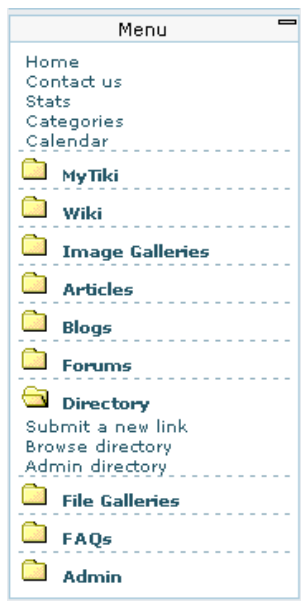 Menu
Home
Contact us
Stats
Categories
Calendar
MyTiki
Wiki
Image Galleries
Articles
Blogs
Forums
Directory
Submit a new link
Browse directory
Admin directory
File Galleries
FAQs
Admin